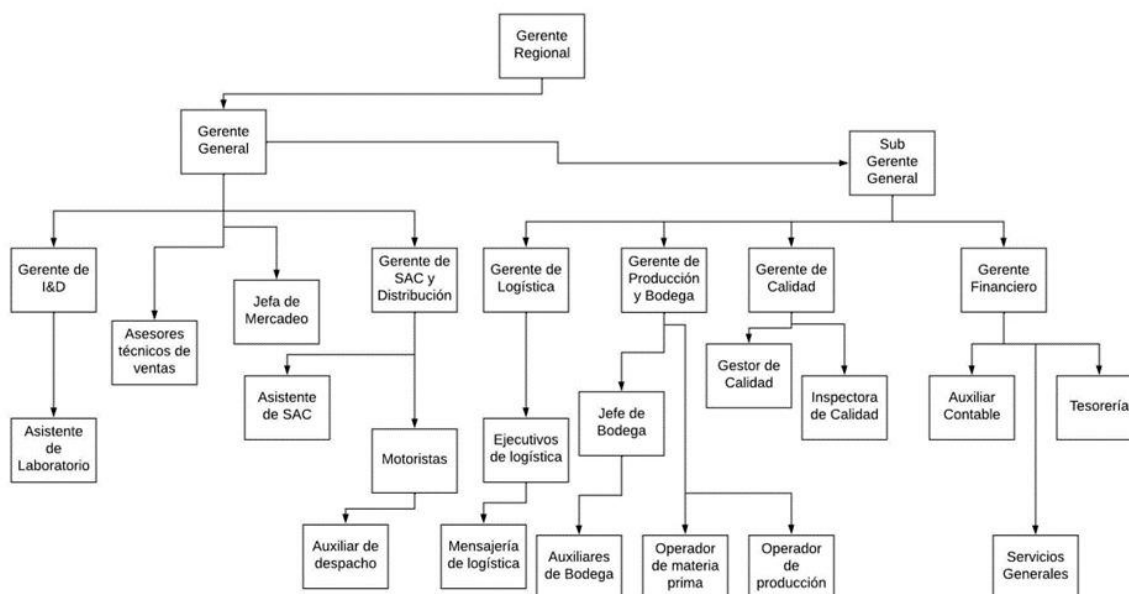 Gerente
Regional
Gerente
General
Sub
Gerente
General
Gerente de
I&D
Asesores
técnicos de
ventas
Jefa de
Mercadeo
Gerente de
SAC y
Distribución
Gerente de
Logística
Gerente de
Producción
y Bodega
Gerente de
Calidad
Gerente
Financiero
Asistente
de
Laboratorio
Asistente
de SAC
Motoristas
Ejecutivos
de logística
Jefe de
Bodega
Gestor de
Calidad
Inspectora
de Calidad
Auxiliar
Contable
Tesorería
Auxiliar de
despacho
Mensajería
de logística
Auxiliares
de Bodega
Operador
de materia
prima
Operador
de
producción
Servicios
Generales